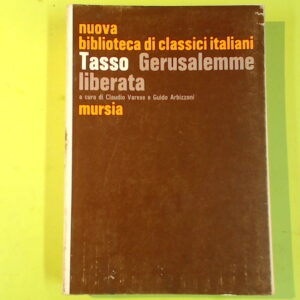 nuova
biblioteca di classici italiani
Tasso Gerusalemme
liberata
a cura di Claudio Varese e Guido Arbizzoni
mursia